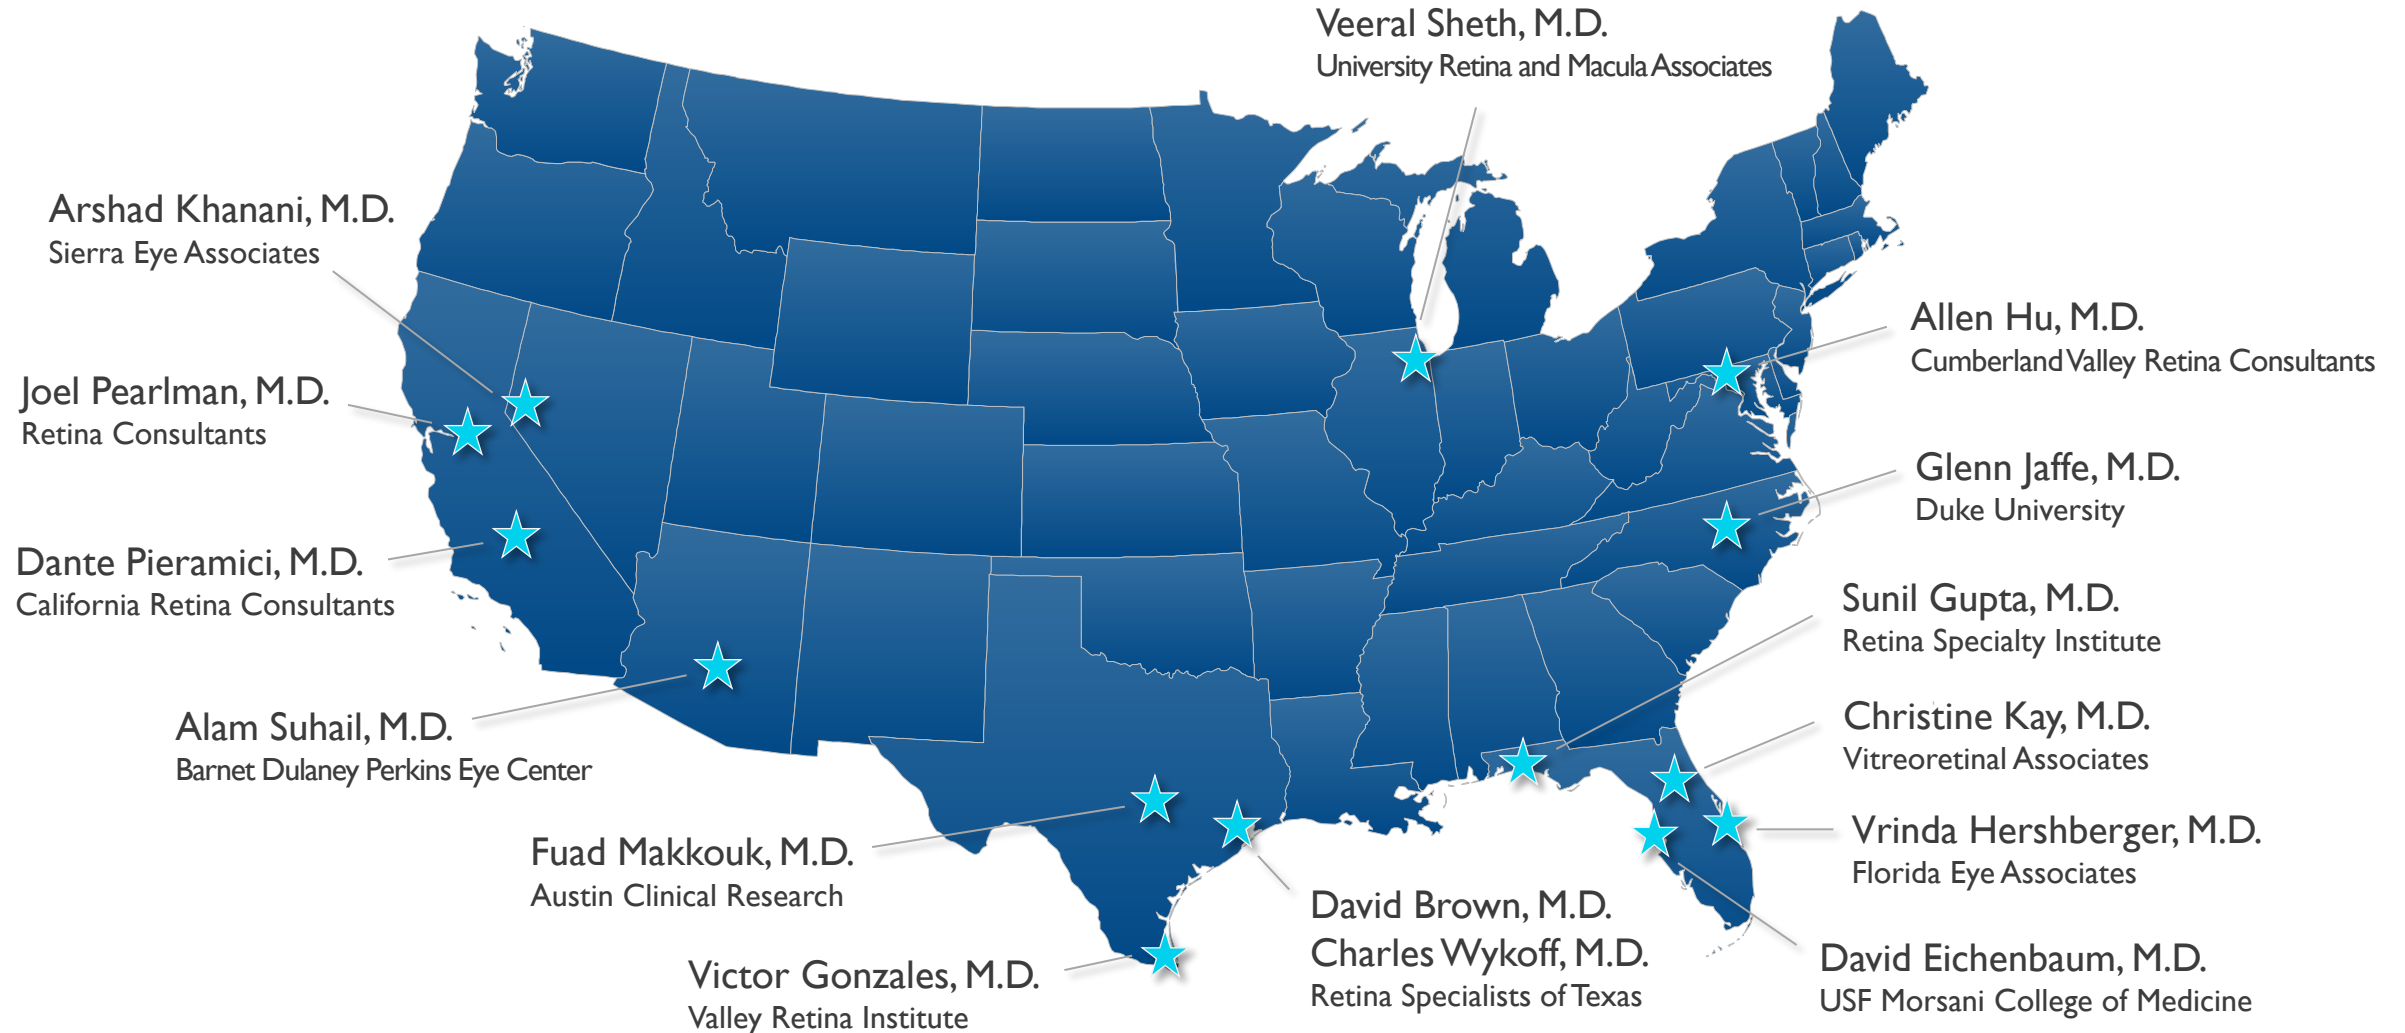 Veeral Sheth, M.D.
University Retina and Macula Associates
Arshad Khanani, M.D.
Sierra Eye Associates
Joel Pearlman, M.D.
Retina Consultants
Dante Pieramici, M.D.
California Retina Consultants
Alam Suhail, M.D.
Barnet Dulaney Perkins Eye Center
Fuad Makkouk, M.D.
Austin Clinical Research
Victor Gonzales, M.D.
Valley Retina Institute
David Brown, M.D.
Charles Wykoff, M.D.
Retina Specialists of Texas
Allen Hu, M.D.
Cumberland Valley Retina Consultants
Glenn Jaffe, M.D.
Duke University
Sunil Gupta, M.D.
Retina Specialty Institute
Christine Kay, M.D.
Vitreoretinal Associates
Vrinda Hershberger, M.D.
Florida Eye Associates
David Eichenbaum, M.D.
USF Morsani College of Medicine